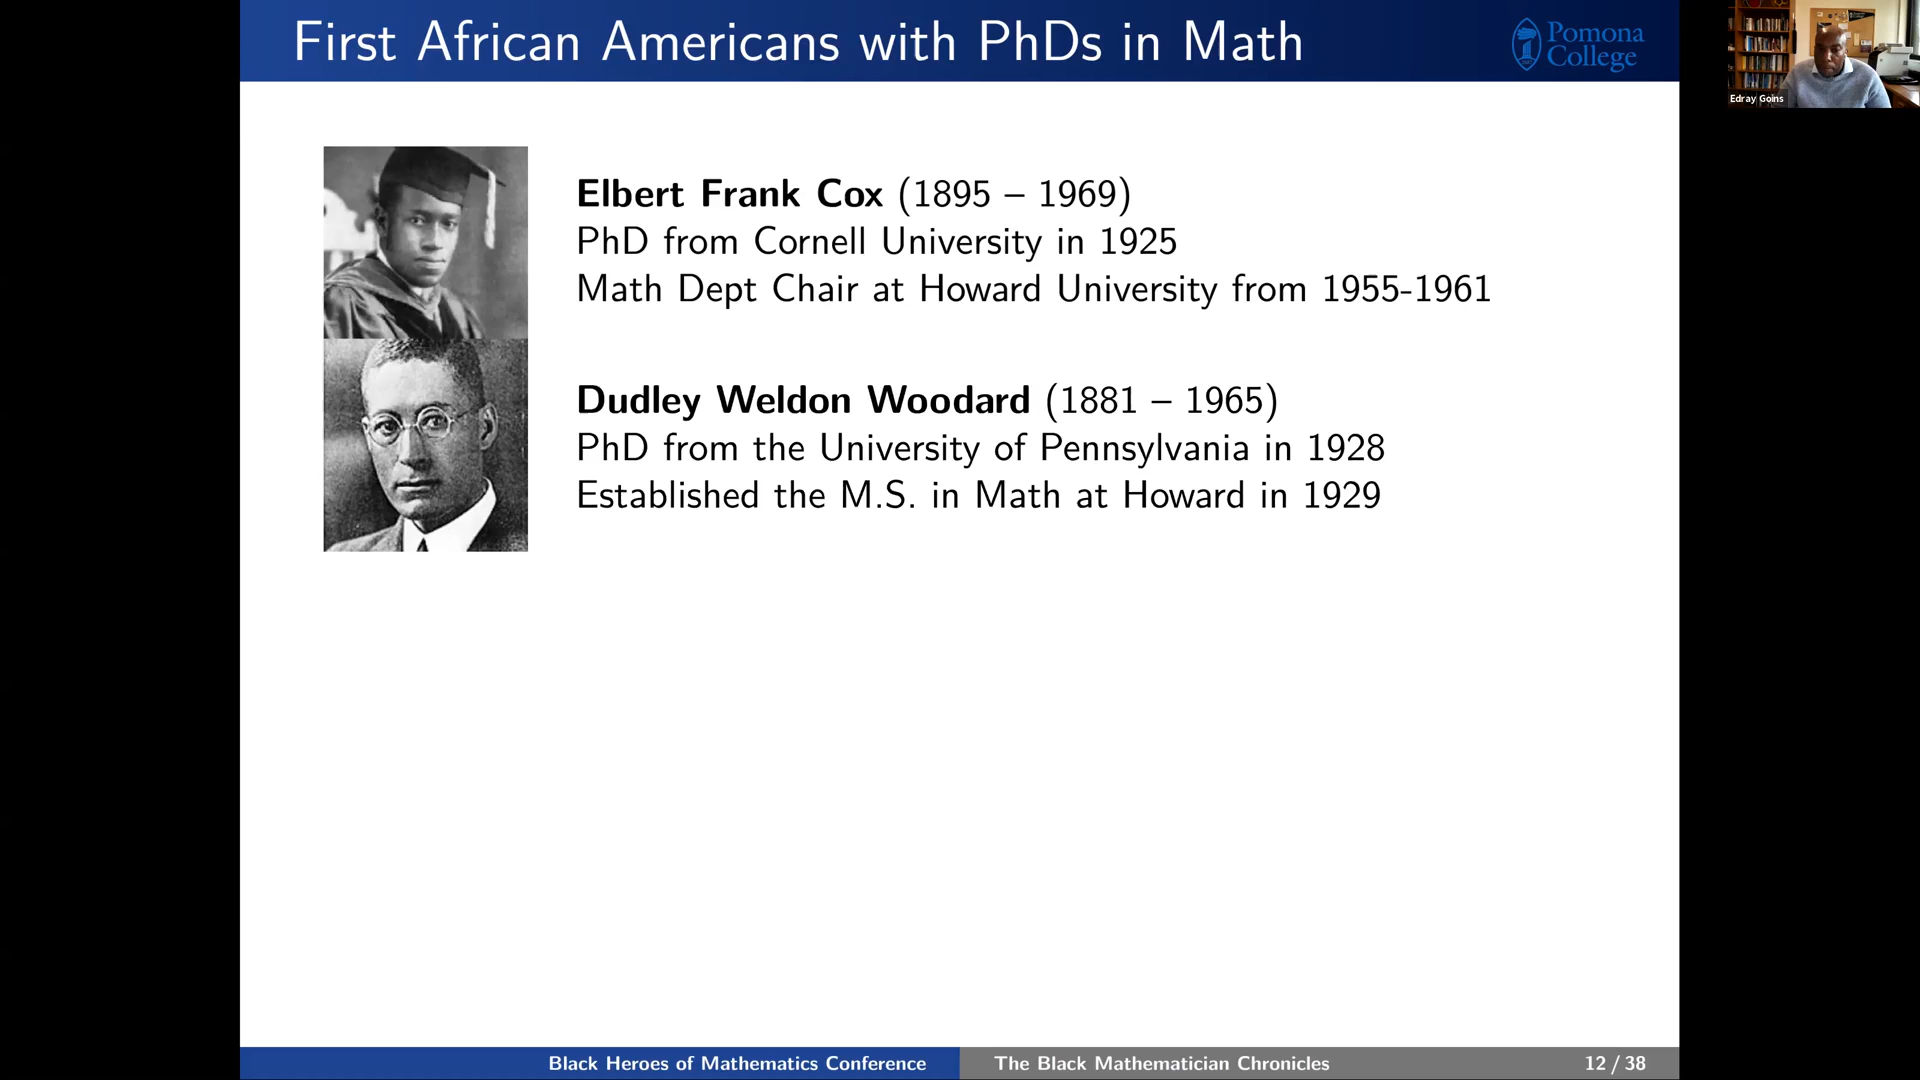 First African Americans with PhDs in Math
Pomona
College
Edray Goins
Elbert Frank Cox (1895 – 1969)
PhD from Cornell University in 1925
Math Dept Chair at Howard University from 1955-1961
Dudley Weldon Woodard (1881 – 1965)
PhD from the University of Pennsylvania in 1928
Established the M.S. in Math at Howard in 1929
Black Heroes of Mathematics Conference
The Black Mathematician Chronicles
12 / 38